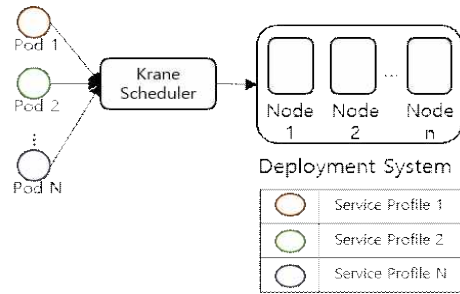 Pod 1
Pod 2
⋮
Pod N
Krane
Scheduler
...
Node
1
Node
2
Node
n
Deployment System
Service Profile 1
Service Profile 2
Service Profile N